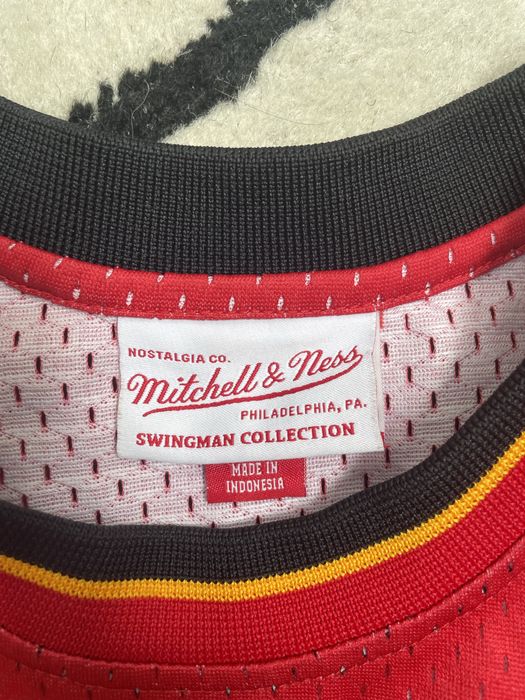 NOSTALGIA CO.
Mitchell & Ness
PHILADELPHIA, PA.
SWINGMAN COLLECTION
MADE IN
INDONESIA